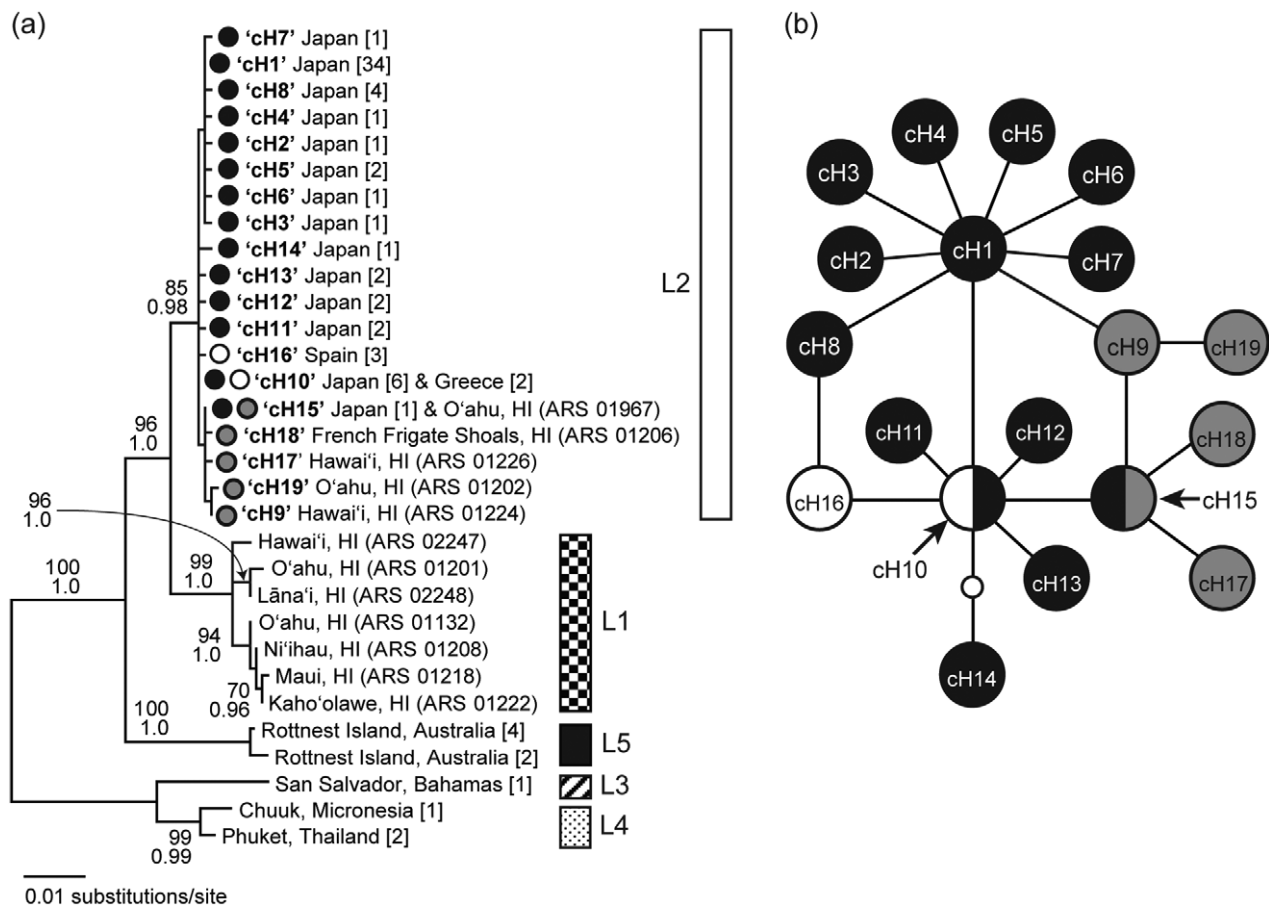 (a)
‘cH7’ Japan [1]
‘cH1’ Japan [34]
‘cH8’ Japan [4]
‘cH4’ Japan [1]
‘cH2’ Japan [1]
‘cH5’ Japan [2]
‘cH6’ Japan [1]
‘cH3’ Japan [1]
‘cH14’ Japan [1]
‘cH13’ Japan [2]
‘cH12’ Japan [2]
‘cH11’ Japan [2]
‘cH16’ Spain [3]
‘cH10’ Japan [6] & Greece [2]
‘cH15’ Japan [1] & O‘ahu, HI (ARS 01967)
‘cH18’ French Frigate Shoals, HI (ARS 01206)
‘cH17’ Hawai‘i, HI (ARS 01226)
‘cH19’ O‘ahu, HI (ARS 01202)
‘cH9’ Hawai‘i, HI (ARS 01224)
Hawai‘i, HI (ARS 02247)
O‘ahu, HI (ARS 01201)
Lāna‘i, HI (ARS 02248)
O‘ahu, HI (ARS 01132)
Ni‘ihau, HI (ARS 01208)
Maui, HI (ARS 01218)
Kaho‘olawe, HI (ARS 01222)
Rottnest Island, Australia [4]
Rottnest Island, Australia [2]
San Salvador, Bahamas [1]
Chuuk, Micronesia [1]
Phuket, Thailand [2]
85
0.98
96
1.0
96
1.0
99
1.0
100
1.0
94
1.0
70
0.96
100
1.0
99
0.99
L2
L1
L5
L3
L4
0.01 substitutions/site
(b)
cH4
cH5
cH3
cH6
cH1
cH2
cH7
cH8
cH9
cH19
cH11
cH12
cH18
cH16
cH15
cH10
cH13
cH17
cH14